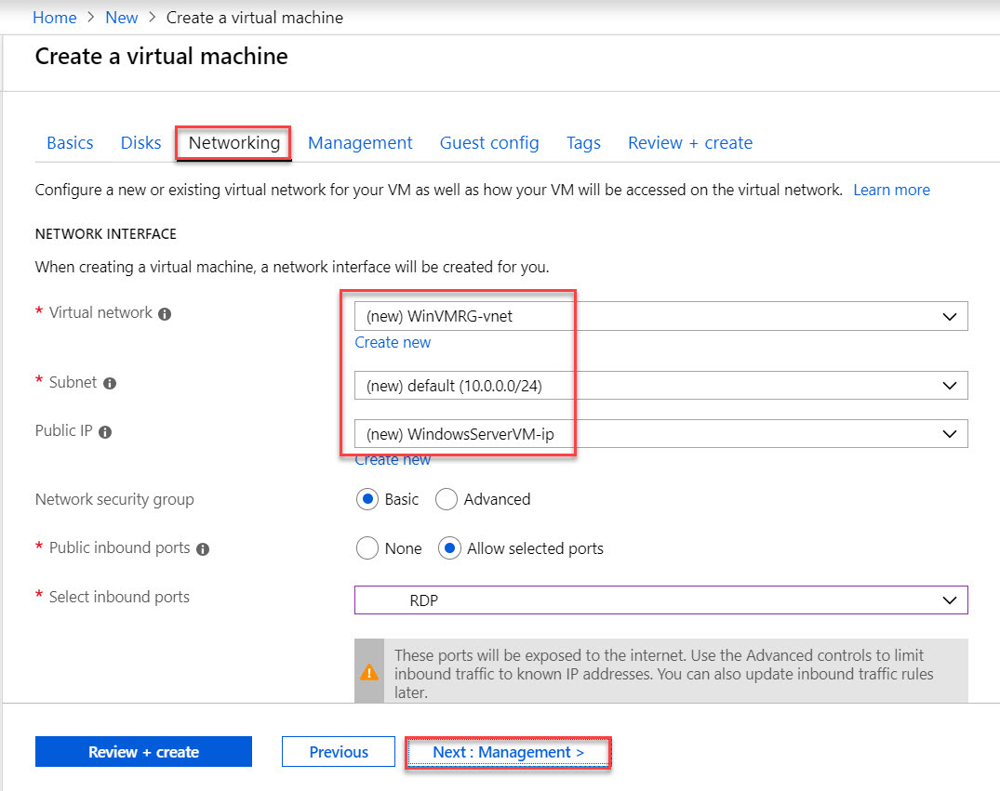 Home > New > Create a virtual machine
Create a virtual machine
Basics Disks Networking Management Guest config Tags Review + create
Configure a new or existing virtual network for your VM as well as how your VM will be accessed on the virtual network. Learn more
NETWORK INTERFACE
When creating a virtual machine, a network interface will be created for you.
* Virtual network (new) WinVMRG-vnet
Create new
* Subnet (new) default (10.0.0.0/24)
Public IP (new) WindowsServerVM-ip
Create new
Network security group Basic Advanced
* Public inbound ports None Allow selected ports
* Select inbound ports RDP
These ports will be exposed to the internet. Use the Advanced controls to limit
inbound traffic to known IP addresses. You can also update inbound traffic rules
later.
Review + create Previous Next : Management >